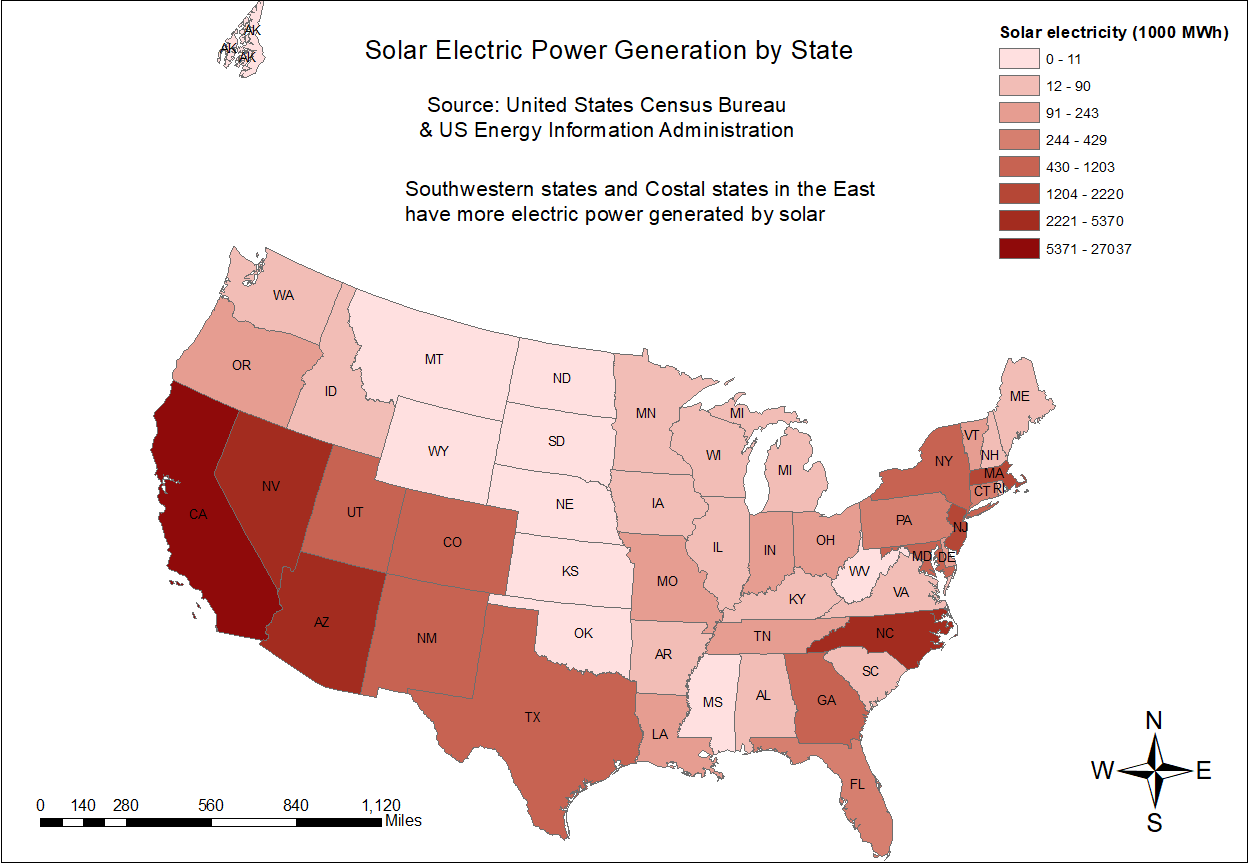 AK
AK
AK
Solar Electric Power Generation by State
Source: United States Census Bureau
& US Energy Information Administration
Southwestern states and Costal states in the East
have more electric power generated by solar
Solar electricity (1000 MWh)
0 - 11
12 - 90
91 - 243
244 - 429
430 - 1203
1204 - 2220
2221 - 5370
5371 - 27037
WA
OR
ID
MT
ND
MN
WI
MI
MI
ME
VT
NH
NY
MA
CT
RI
WY
SD
NE
IA
IL
IN
OH
PA
NJ
MD
DE
CA
NV
UT
CO
KS
MO
KY
WV
VA
AZ
NM
OK
AR
TN
NC
SC
TX
LA
MS
AL
GA
FL
0 140 280 560 840 1,120
Miles
N
W E
S